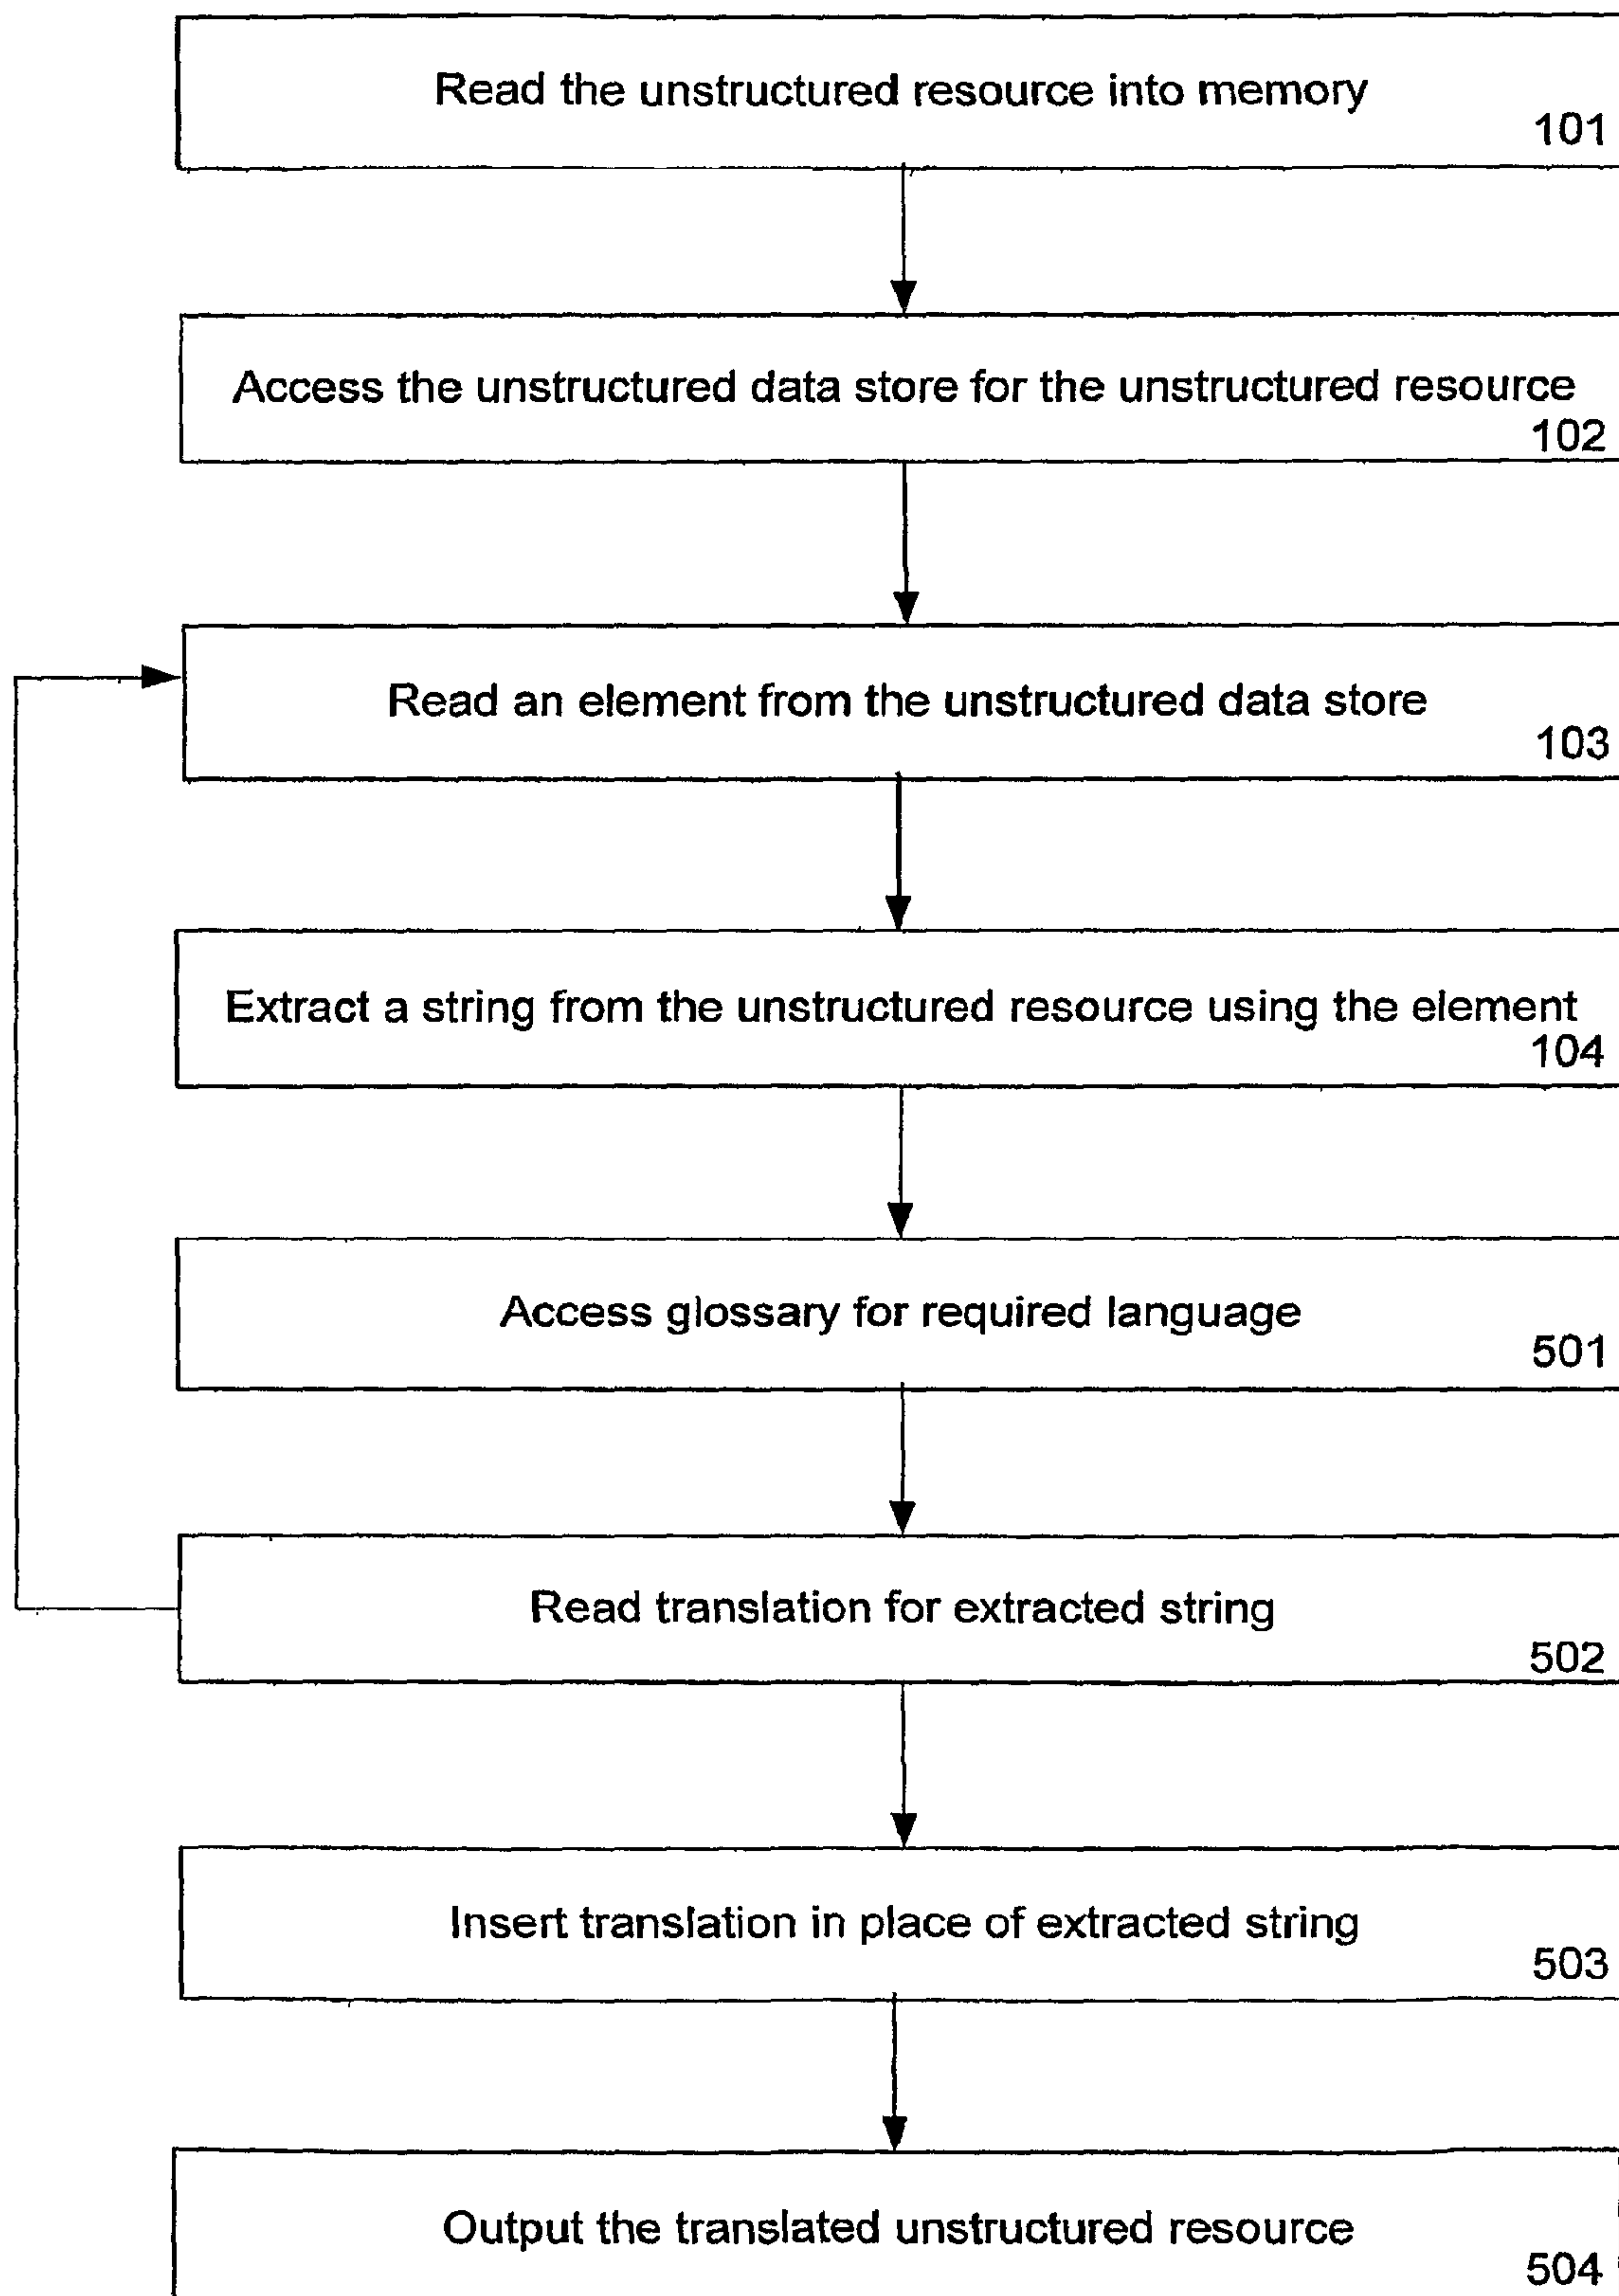 Read the unstructured resource into memory
101
Access the unstructured data store for the unstructured resource
102
Read an element from the unstructured data store
103
Extract a string from the unstructured resource using the element
104
Access glossary for required language
501
Read translation for extracted string
502
Insert translation in place of extracted string
503
Output the translated unstructured resource
504